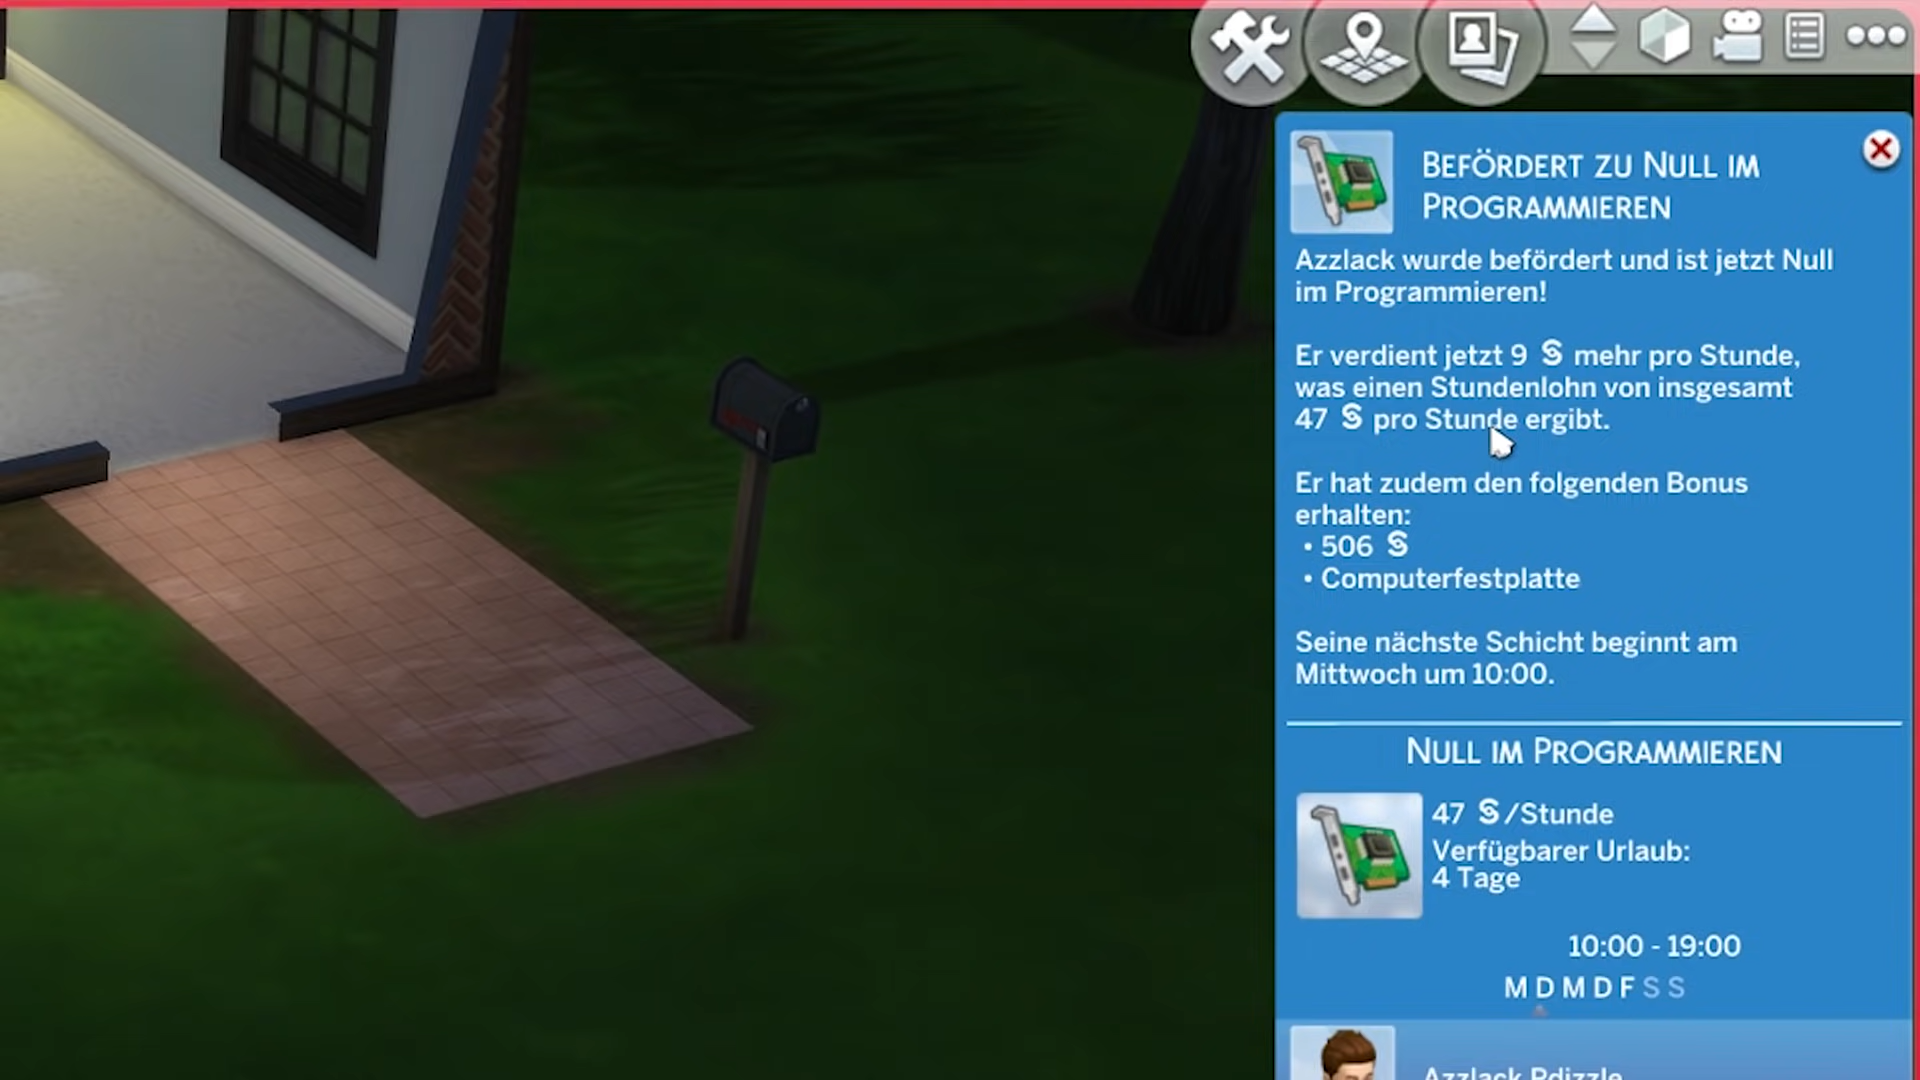 BEFÖRDERT ZU NULL IM
PROGRAMMIEREN
Azzlack wurde befördert und ist jetzt Null
im Programmieren!
Er verdient jetzt 9 § mehr pro Stunde,
was einen Stundenlohn von insgesamt
47 § pro Stunde ergibt.
Er hat zudem den folgenden Bonus
erhalten:
• 506 §
• Computerfestplatte
Seine nächste Schicht beginnt am
Mittwoch um 10:00.
NULL IM PROGRAMMIEREN
47 §/Stunde
Verfügbarer Urlaub:
4 Tage
10:00 - 19:00
M D M D F S S
Azzlack Pdizzle